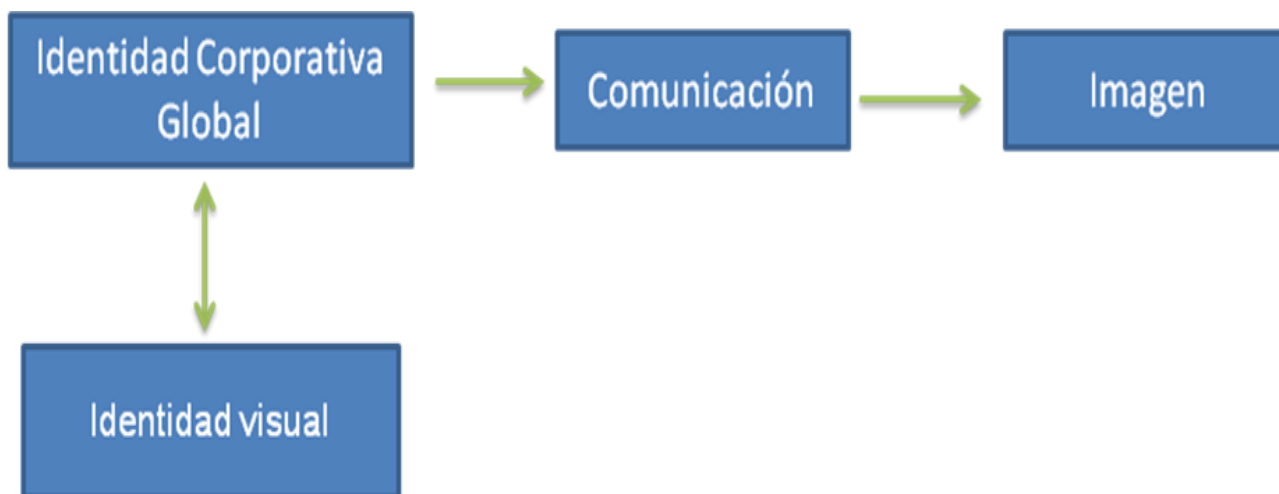 Identidad Corporativa
Global
Comunicación
Imagen
Identidad visual